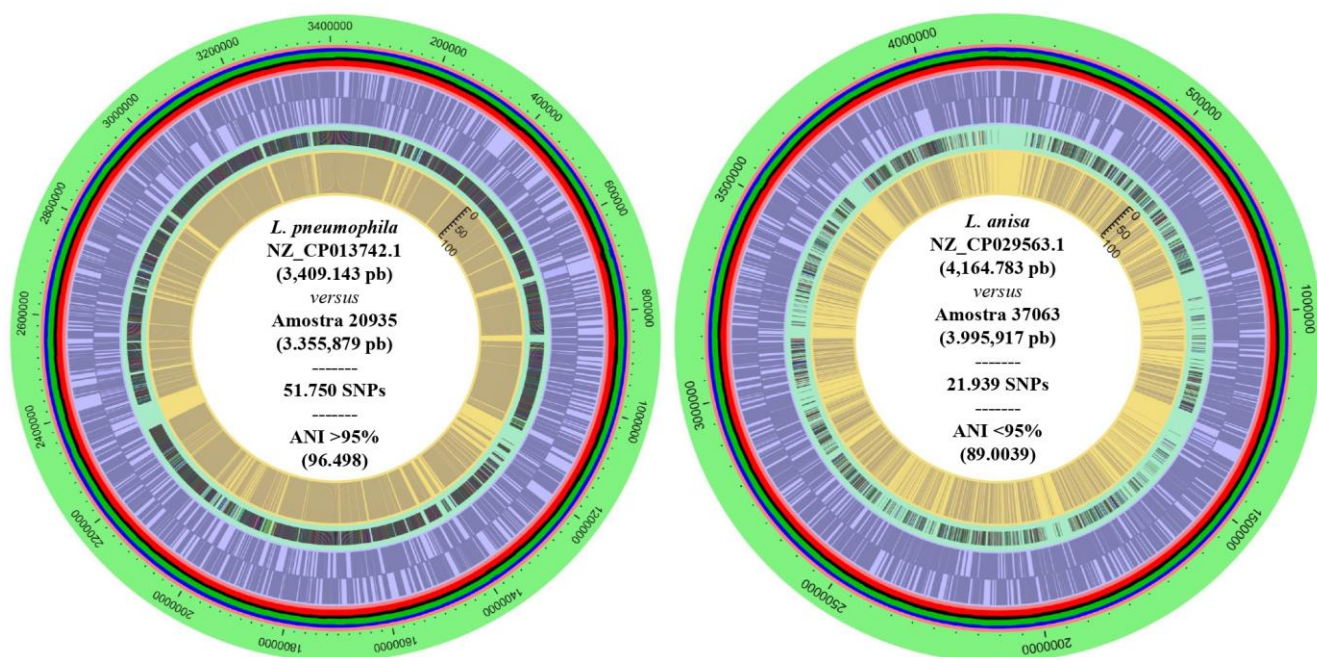 3400000
200000
400000
600000
800000
1000000
1200000
1400000
1600000
1800000
2000000
2200000
2400000
2600000
2800000
3000000
3200000
0
50
100
L. pneumophila
NZ_CP013742.1
(3,409.143 pb)
versus
Amostra 20935
(3.355,879 pb)
-------
51.750 SNPs
-------
ANI >95%
(96.498)
4000000
500000
1000000
1500000
2000000
2500000
3000000
3500000
0
50
100
L. anisa
NZ_CP029563.1
(4,164.783 pb)
versus
Amostra 37063
(3.995,917 pb)
-------
21.939 SNPs
-------
ANI <95%
(89.0039)